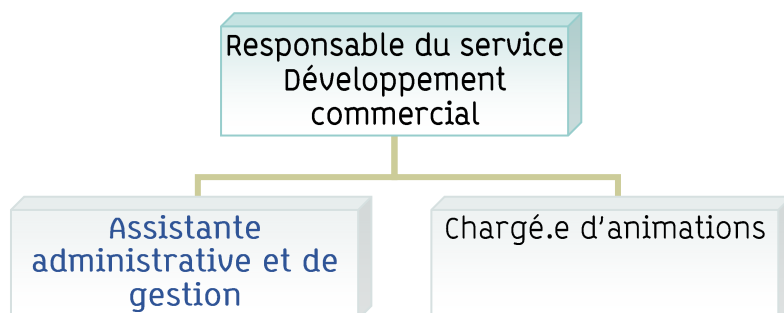 Responsable du service
Développement
commercial
Assistante
administrative et de
gestion
Chargé.e d’animations